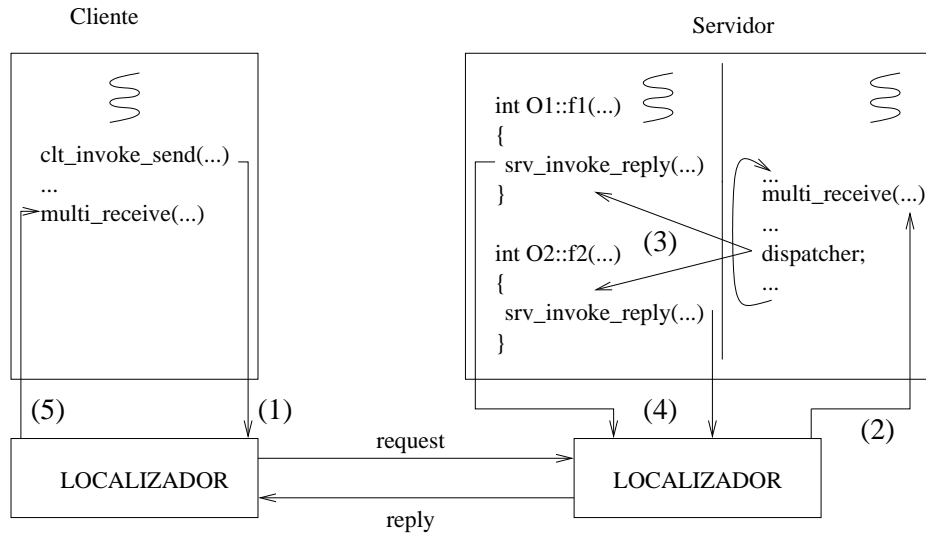 Cliente
Servidor
clt_invoke_send(...)
...
multi_receive(...)
int O1::f1(...)
{
srv_invoke_reply(...)
}
int O2::f2(...)
{
srv_invoke_reply(...)
}
(3)
...
multi_receive(...)
...
dispatcher;
...
(5)
(1)
(4)
(2)
LOCALIZADOR
request
reply
LOCALIZADOR